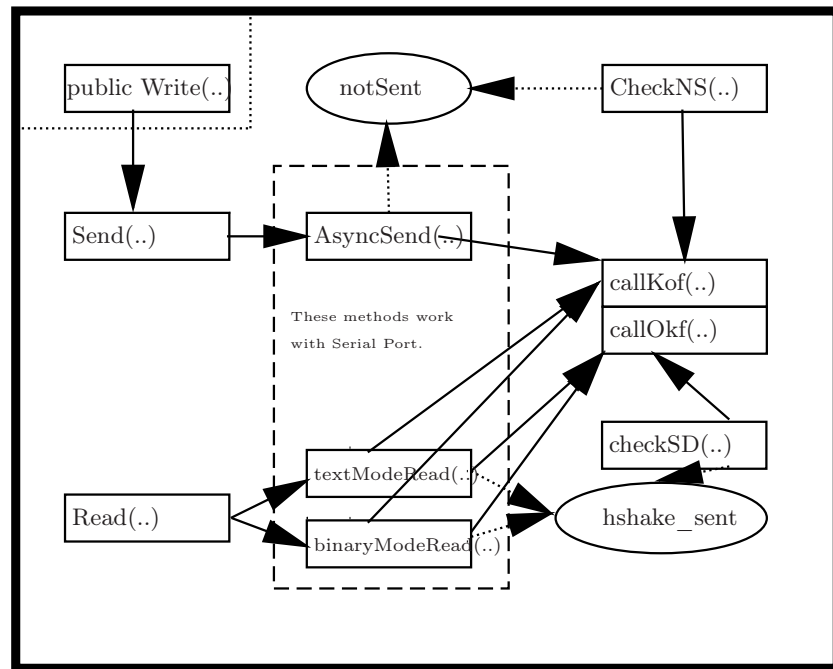 public Write(..)
notSent
CheckNS(..)
Send(..)
AsyncSend(..)
callKof(..)
These methods work
with Serial Port.
callOkf(..)
checkSD(..)
textModeRead(..)
Read(..)
hshake_sent
binaryModeRead(..)